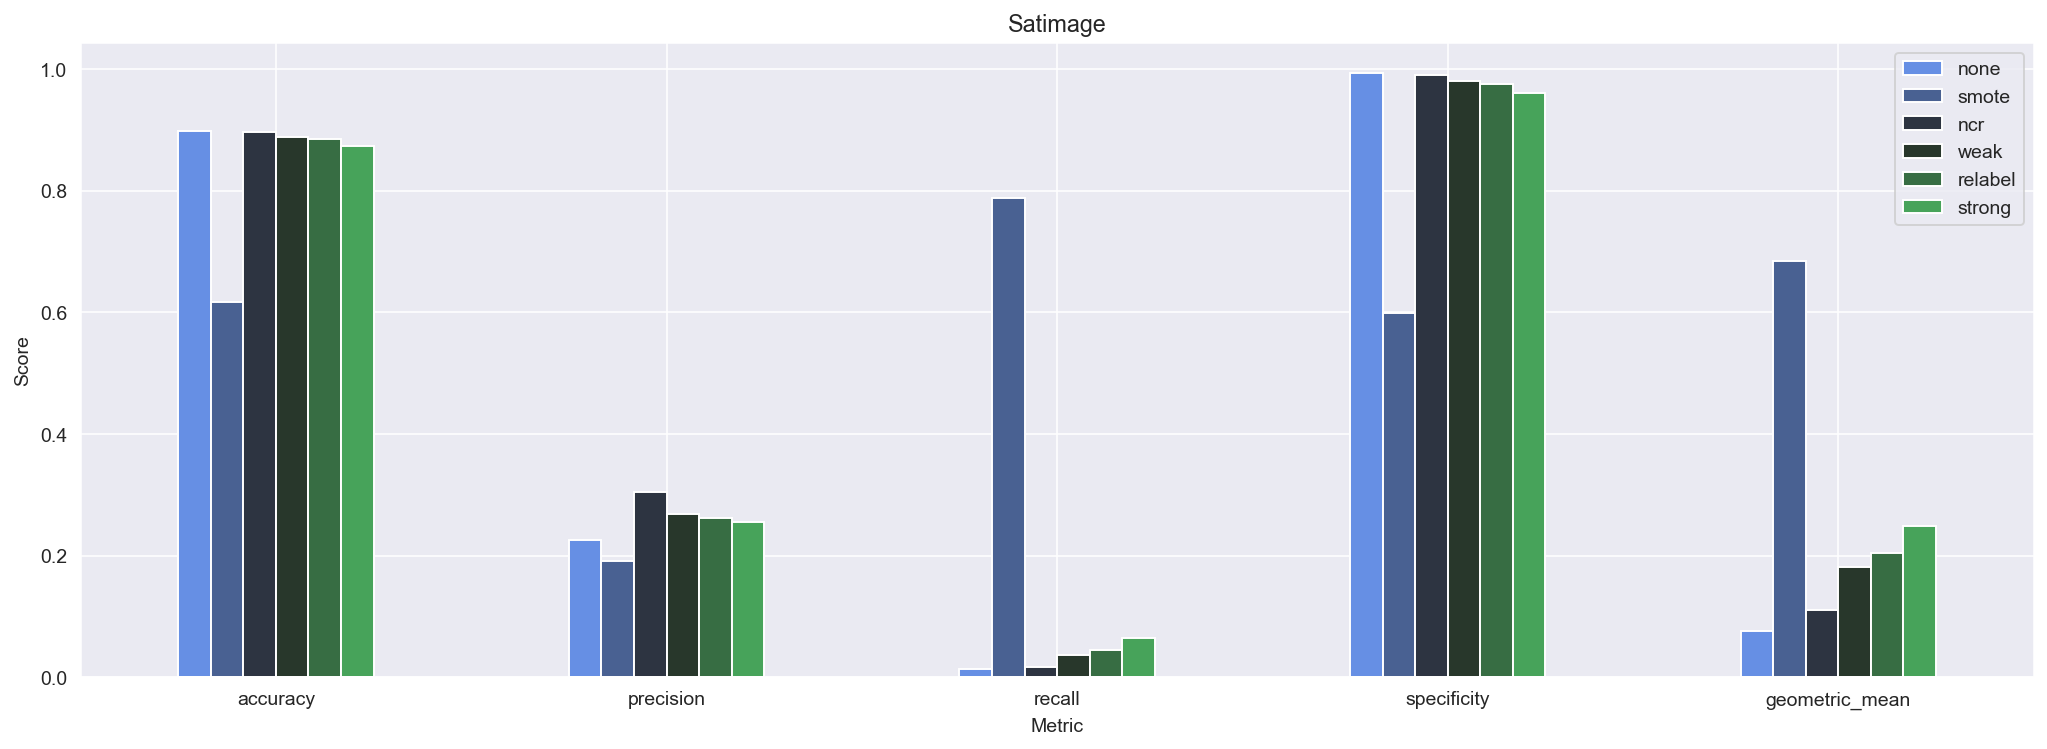 Satimage
1.0
0.8
0.6
0.4
0.2
0.0
Score
none
smote
ncr
weak
relabel
strong
accuracy
precision
recall
specificity
geometric_mean
Metric